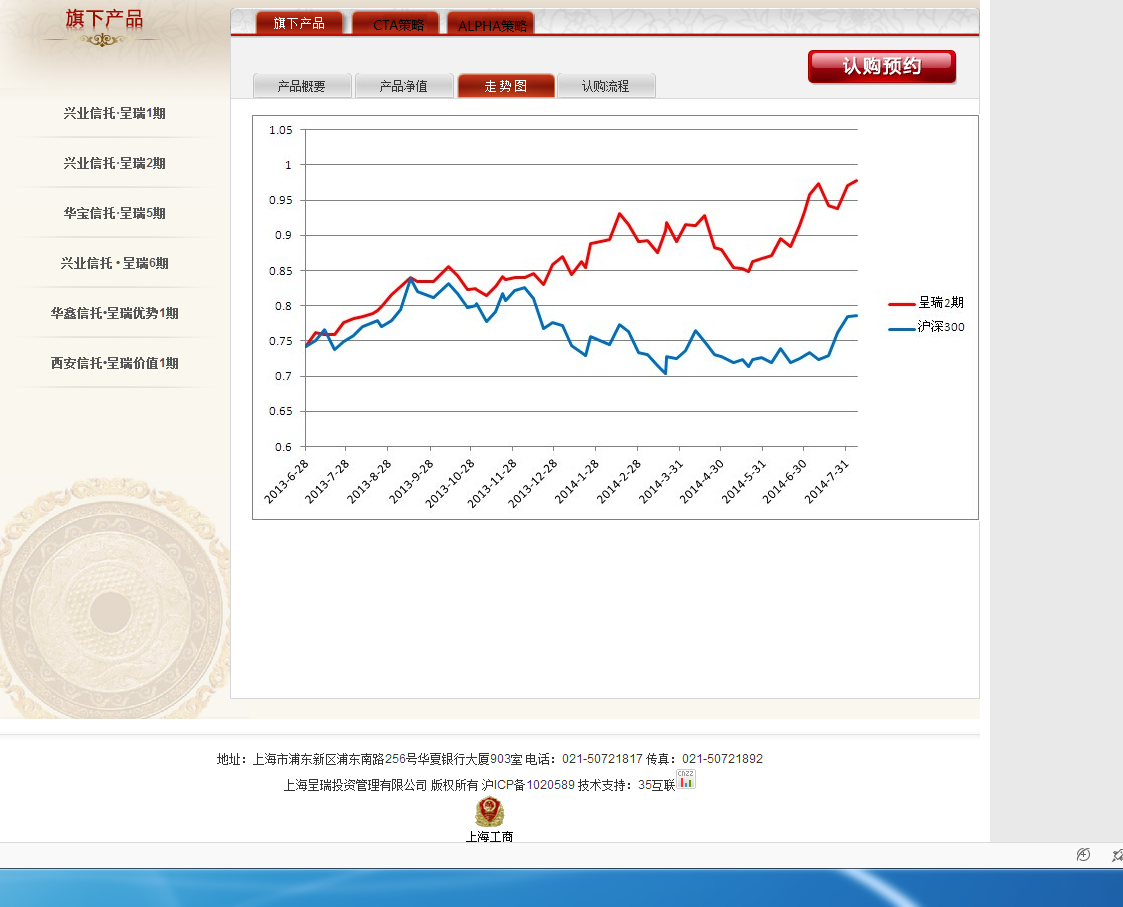 旗下产品
旗下产品 CTA策略 ALPHA策略
认购预约
产品概要 产品净值 走势图 认购流程
兴业信托·呈瑞1期
兴业信托·呈瑞2期
华宝信托·呈瑞5期
兴业信托•呈瑞6期
华鑫信托•呈瑞优势1期
西安信托•呈瑞价值1期
1.05
1
0.95
0.9
0.85
0.8
0.75
0.7
0.65
0.6
2013-6-28
2013-7-28
2013-8-28
2013-9-28
2013-10-28
2013-11-28
2013-12-28
2014-1-28
2014-2-28
2014-3-31
2014-4-30
2014-5-31
2014-6-30
2014-7-31
呈瑞2期
沪深300
地址：上海市浦东新区浦东南路256号华夏银行大厦903室 电话：021-50721817 传真：021-50721892
上海呈瑞投资管理有限公司 版权所有 沪ICP备1020589 技术支持：35互联
上海工商